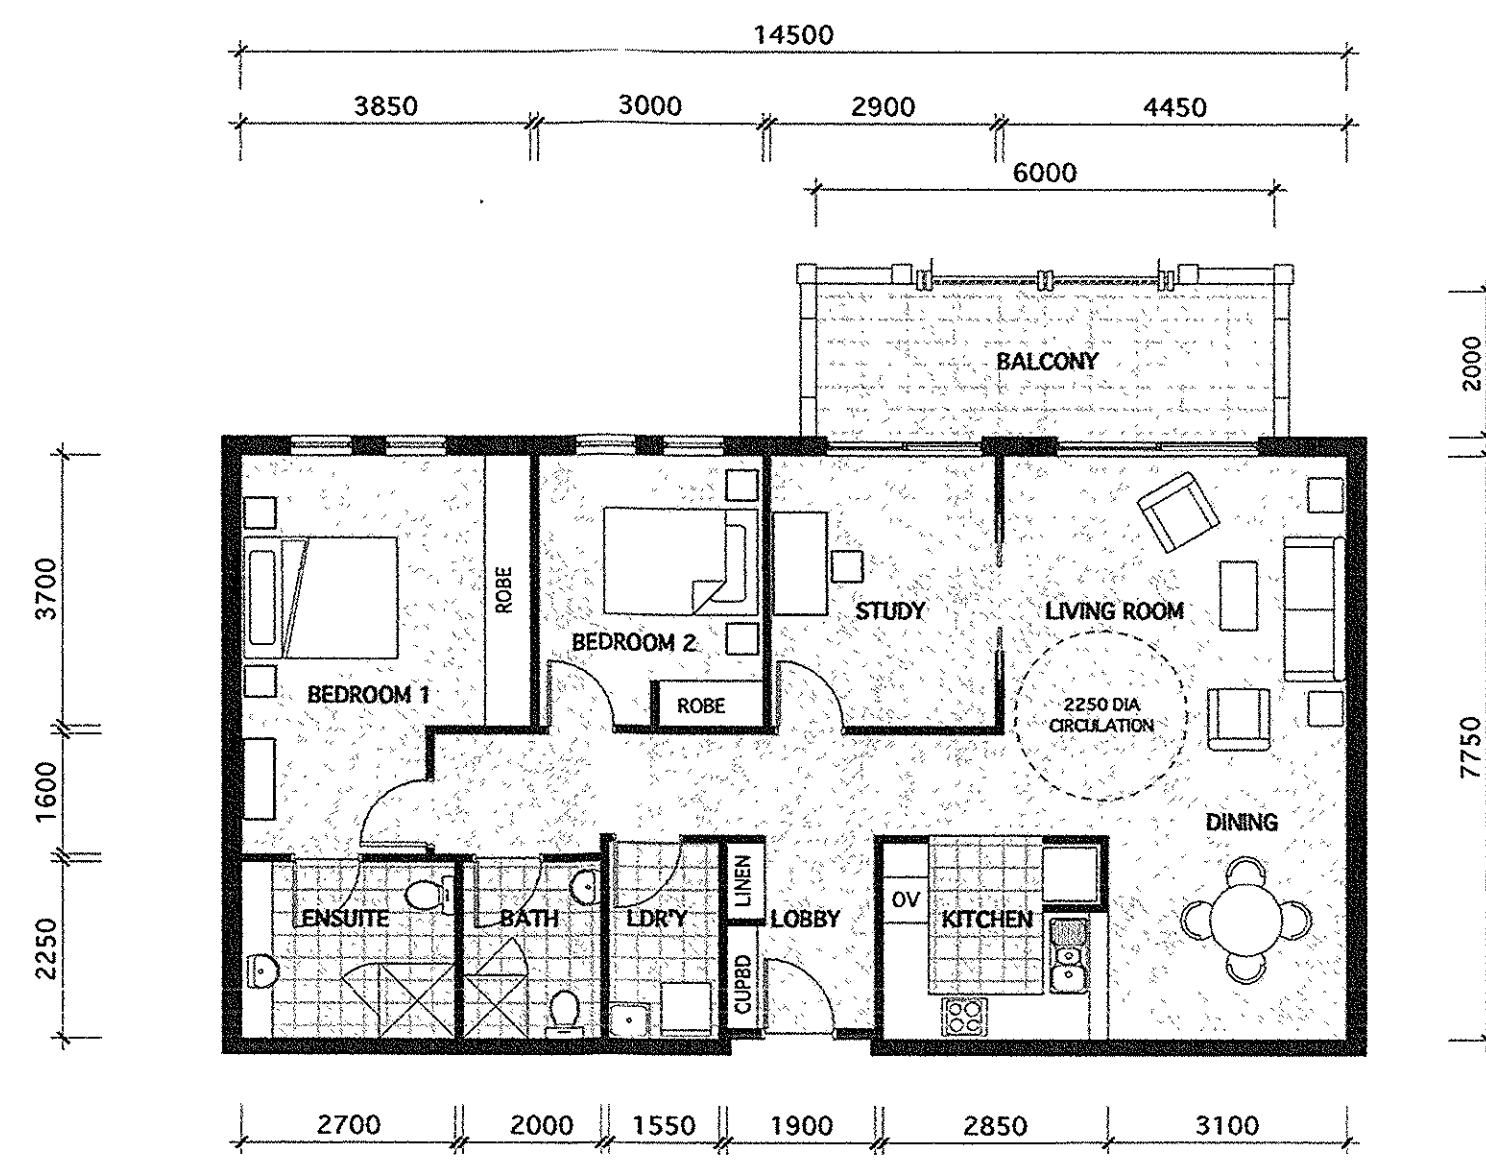 14500
3850
3000
2900
4450
6000
2000
BALCONY
3700
ROBE
STUDY
LIVING ROOM
BEDROOM 2
BEDROOM 1
ROBE
2250 DIA
CIRCULATION
7750
1600
DINING
LINEN
OV
ENSUITE
BATH
LDR'Y
LOBBY
KITCHEN
2250
CUPBD
2700
2000
1550
1900
2850
3100